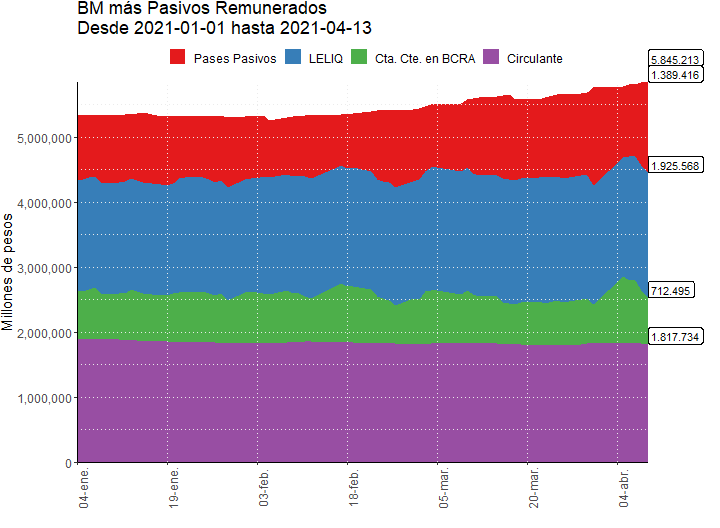 BM más Pasivos Remunerados
Desde 2021-01-01 hasta 2021-04-13
Pases Pasivos
LELIQ
Cta. Cte. en BCRA
Circulante
5.845.213
1.389.416
1.925.568
712.495
1.817.734
Millones de pesos
5,000,000
4,000,000
3,000,000
2,000,000
1,000,000
0
04-ene.
19-ene.
03-feb.
18-feb.
05-mar.
20-mar.
04-abr.